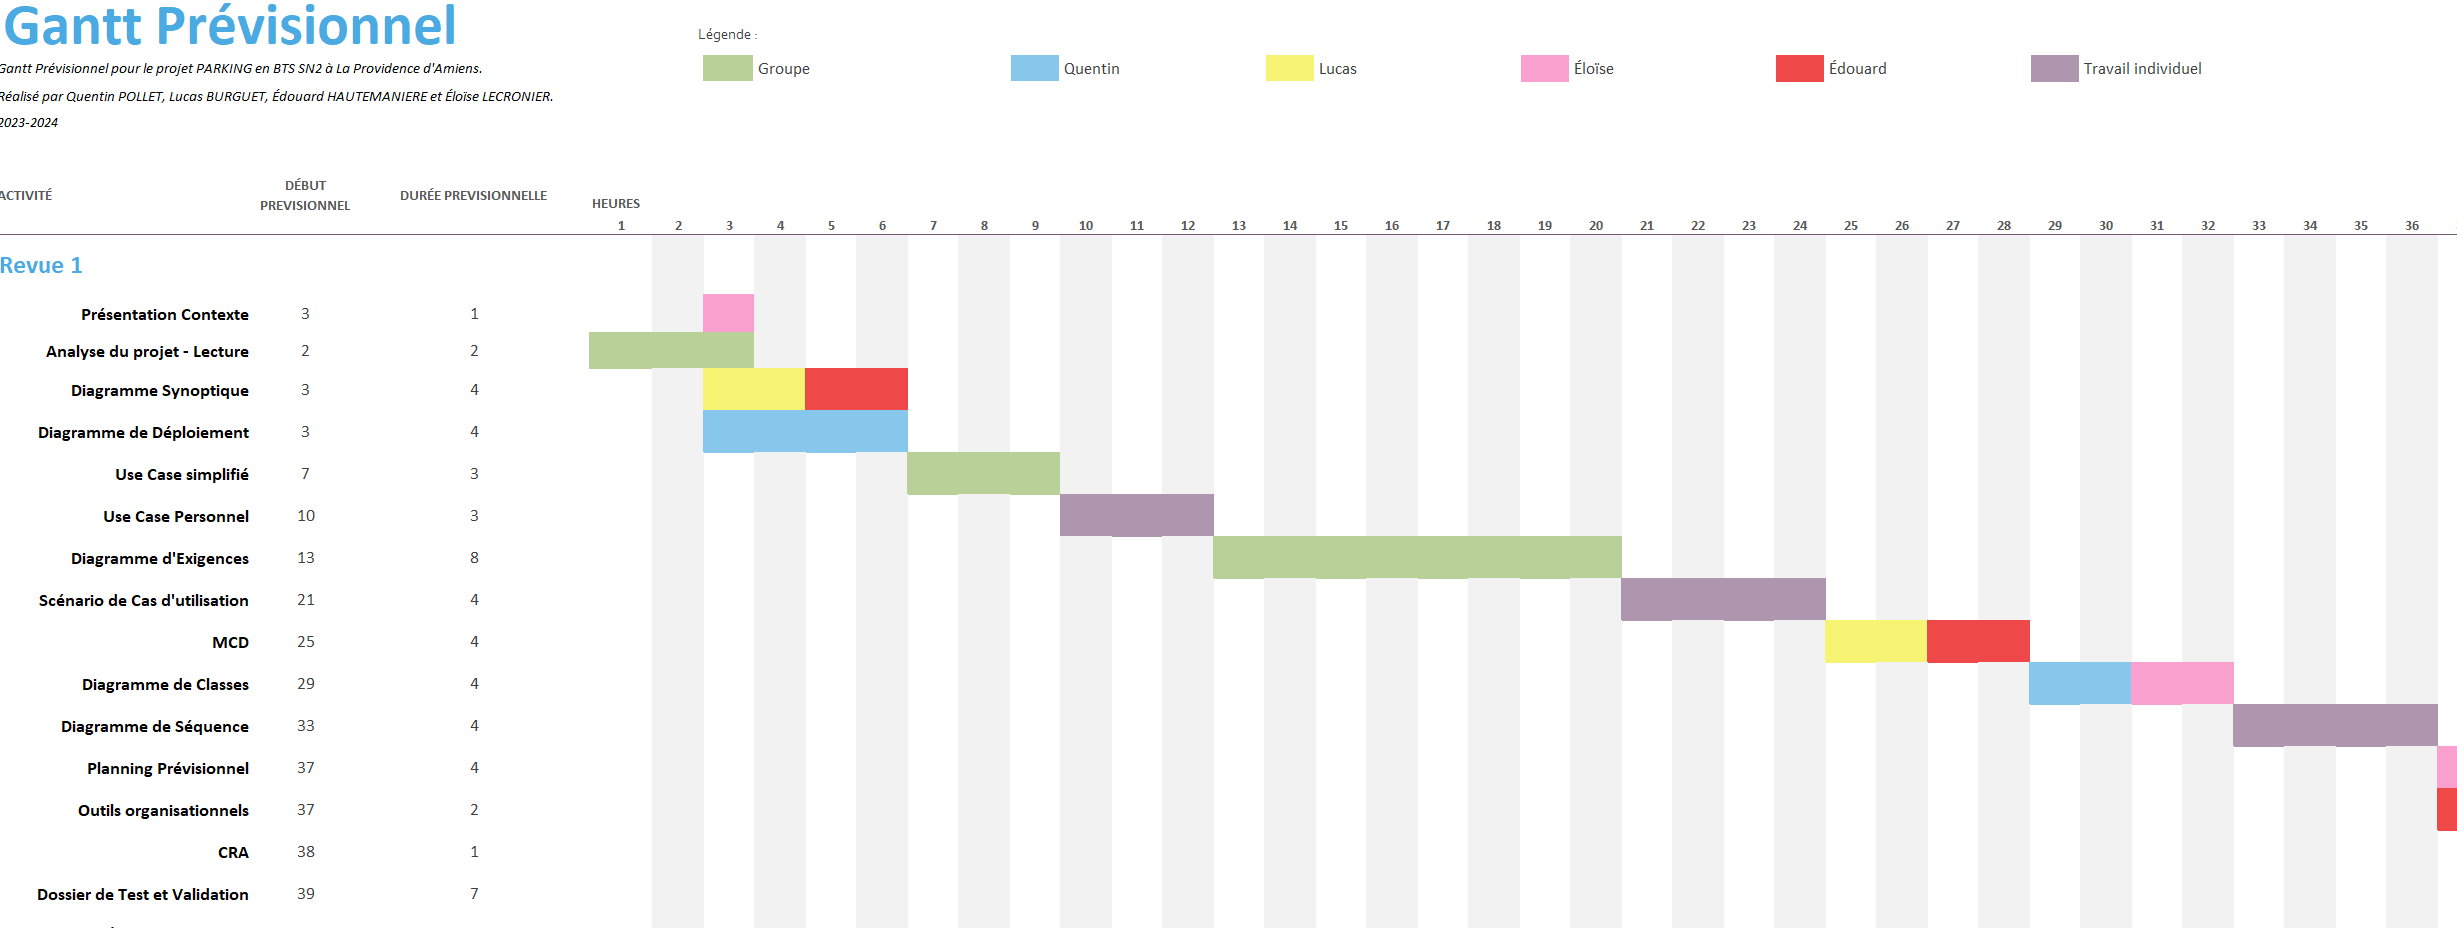 Gantt Prévisionnel
Gantt Prévisionnel pour le projet PARKING en BTS SN2 à La Providence d'Amiens.
Réalisé par Quentin POLLET, Lucas BURGUET, Édouard HAUTEMANIERE et Éloïse LECRONIER.
2023-2024
Légende :
Groupe Quentin Lucas Éloïse Édouard Travail individuel
ACTIVITÉ DÉBUT PREVISIONNEL DURÉE PREVISIONNELLE HEURES
1 2 3 4 5 6 7 8 9 10 11 12 13 14 15 16 17 18 19 20 21 22 23 24 25 26 27 28 29 30 31 32 33 34 35 36
Revue 1
Présentation Contexte 3 1
Analyse du projet - Lecture 2 2
Diagramme Synoptique 3 4
Diagramme de Déploiement 3 4
Use Case simplifié 7 3
Use Case Personnel 10 3
Diagramme d'Exigences 13 8
Scénario de Cas d'utilisation 21 4
MCD 25 4
Diagramme de Classes 29 4
Diagramme de Séquence 33 4
Planning Prévisionnel 37 4
Outils organisationnels 37 2
CRA 38 1
Dossier de Test et Validation 39 7